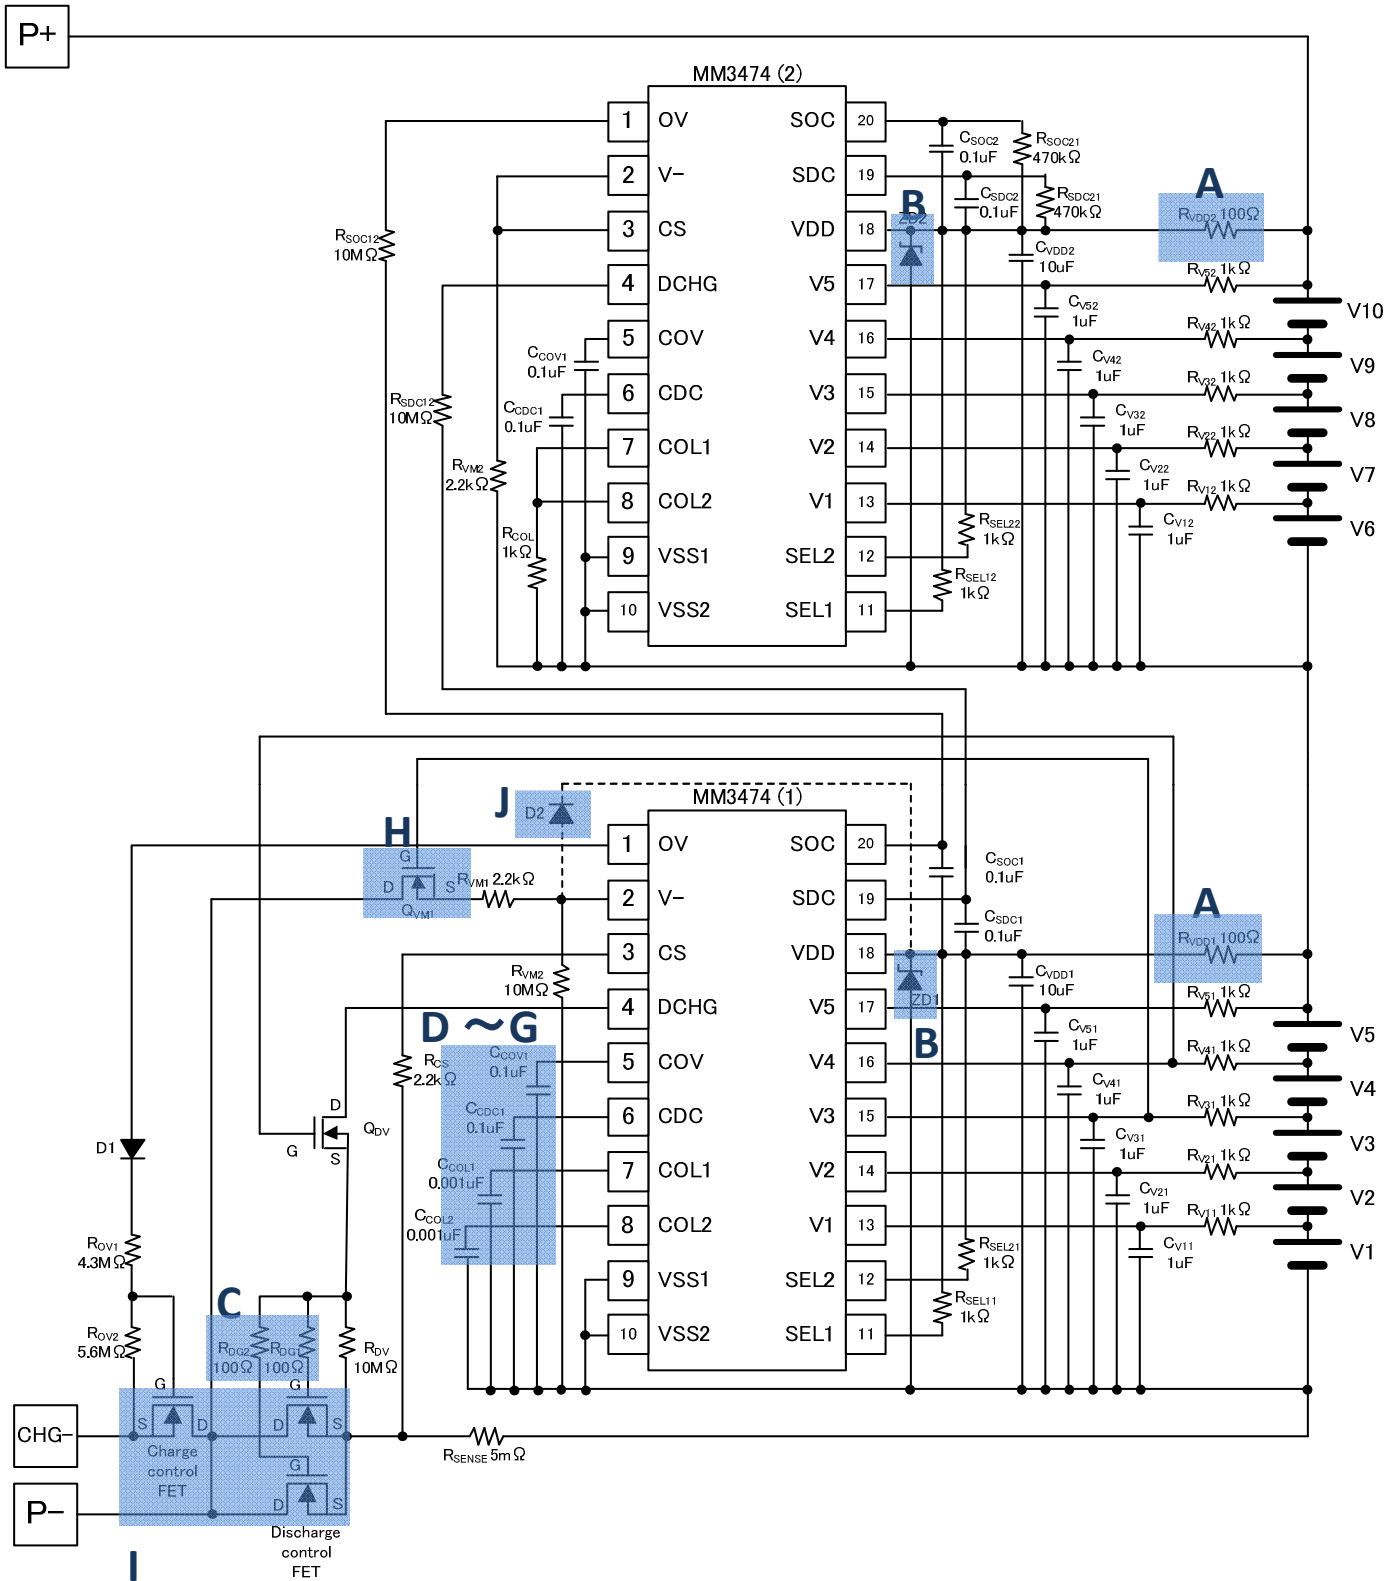 P+
MM3474 (2)
1 OV SOC 20
2 V− SDC 19
3 CS VDD 18
4 DCHG V5 17
5 COV V4 16
6 CDC V3 15
7 COL1 V2 14
8 COL2 V1 13
9 VSS1 SEL2 12
10 VSS2 SEL1 11
CSOC2
0.1uF
RSOC21
470kΩ
CSDC2
0.1uF
RSDC21
470kΩ
A
RVDD2 100Ω
B
ZD2
CVDD2
10uF
RV52 1kΩ
CV52
1uF
RV42 1kΩ
CV42
1uF
RV32 1kΩ
CV32
1uF
RV22 1kΩ
CV22
1uF
RV12 1kΩ
CV12
1uF
V10
V9
V8
V7
V6
RSOC12
10MΩ
RSDC12
10MΩ
CCOV1
0.1uF
CCDC1
0.1uF
RVM2
2.2kΩ
RCOL
1kΩ
RSEL22
1kΩ
RSEL12
1kΩ
MM3474 (1)
1 OV SOC 20
2 V− SDC 19
3 CS VDD 18
4 DCHG V5 17
5 COV V4 16
6 CDC V3 15
7 COL1 V2 14
8 COL2 V1 13
9 VSS1 SEL2 12
10 VSS2 SEL1 11
J
D2
H
G
D S
QVM1
RVM1 2.2kΩ
CSOC1
0.1uF
CSDC1
0.1uF
A
RVDD1 100Ω
B
ZD1
CVDD1
10uF
RV51 1kΩ
CV51
1uF
RV41 1kΩ
CV41
1uF
RV31 1kΩ
CV31
1uF
RV21 1kΩ
CV21
1uF
RV11 1kΩ
CV11
1uF
V5
V4
V3
V2
V1
RVM2
10MΩ
D ～G
CCOV1
0.1uF
CCDC1
0.1uF
CCOL1
0.001uF
CCOL2
0.001uF
RCS
2.2kΩ
D
QDV
G
S
D1
ROV1
4.3MΩ
ROV2
5.6MΩ
C
RDG2
100Ω
RDG1
100Ω
RDV
10MΩ
RSEL21
1kΩ
RSEL11
1kΩ
G
S D
Charge
control
FET
G
D S
G
D S
Discharge
control
FET
CHG−
P−
RSENSE 5mΩ
I